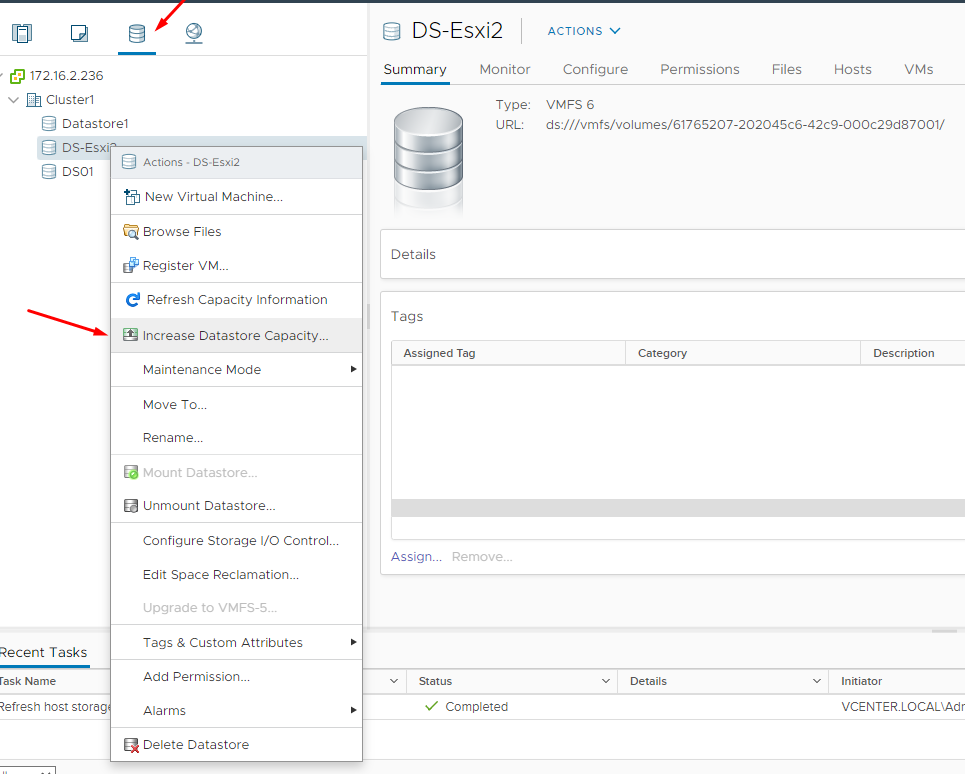 DS-Esxi2
ACTIONS
Summary
Monitor
Configure
Permissions
Files
Hosts
VMs
172.16.2.236
Cluster1
Datastore1
DS-Esxi2
DS01
Type: VMFS 6
URL: ds:///vmfs/volumes/61765207-202045c6-42c9-000c29d87001/
Actions - DS-Esxi2
New Virtual Machine...
Browse Files
Register VM...
Refresh Capacity Information
Increase Datastore Capacity...
Maintenance Mode
Move To...
Rename...
Mount Datastore...
Unmount Datastore...
Configure Storage I/O Control...
Edit Space Reclamation...
Upgrade to VMFS-5...
Tags & Custom Attributes
Add Permission...
Alarms
Delete Datastore
Details
Tags
Assigned Tag
Category
Description
Assign...
Remove...
Recent Tasks
Task Name
Status
Details
Initiator
Refresh host storage
Completed
VCENTER.LOCAL\Adr